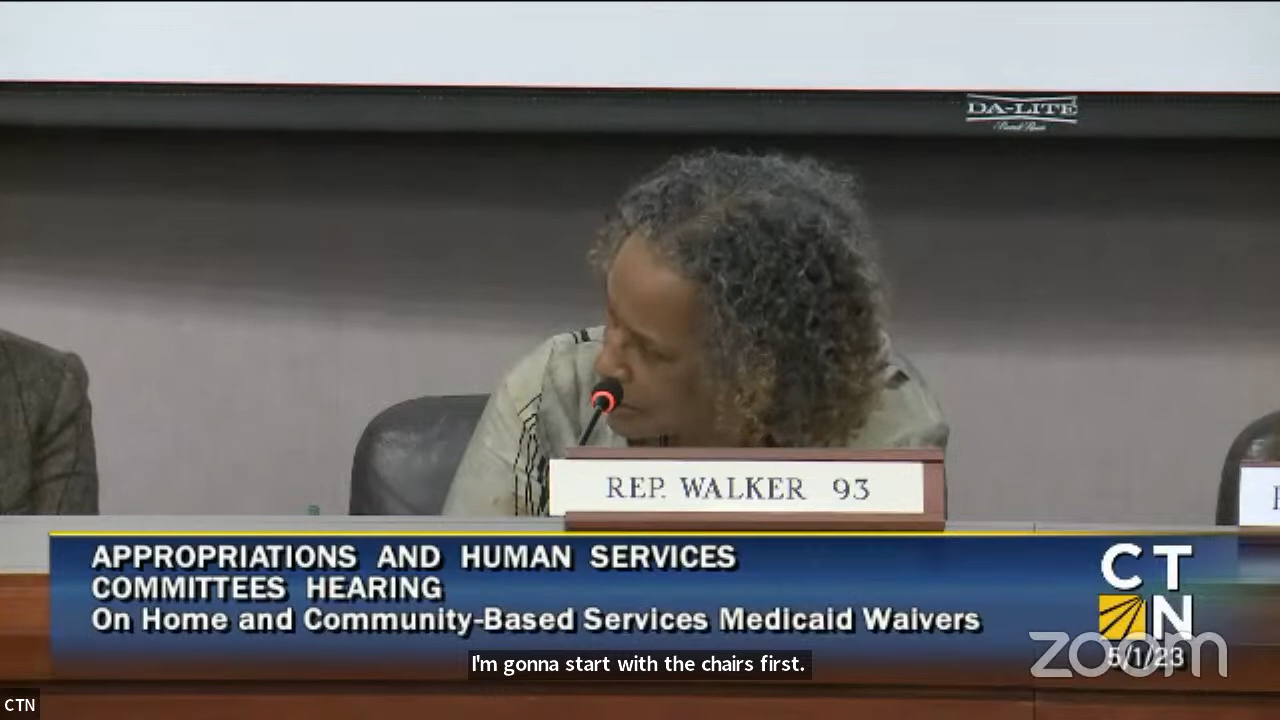 DA-LITE
REP. WALKER 93
APPROPRIATIONS AND HUMAN SERVICES
COMMITTEES HEARING
On Home and Community-Based Services Medicaid Waivers
CT
N
zoom
5/1/23
I'm gonna start with the chairs first.
CTN